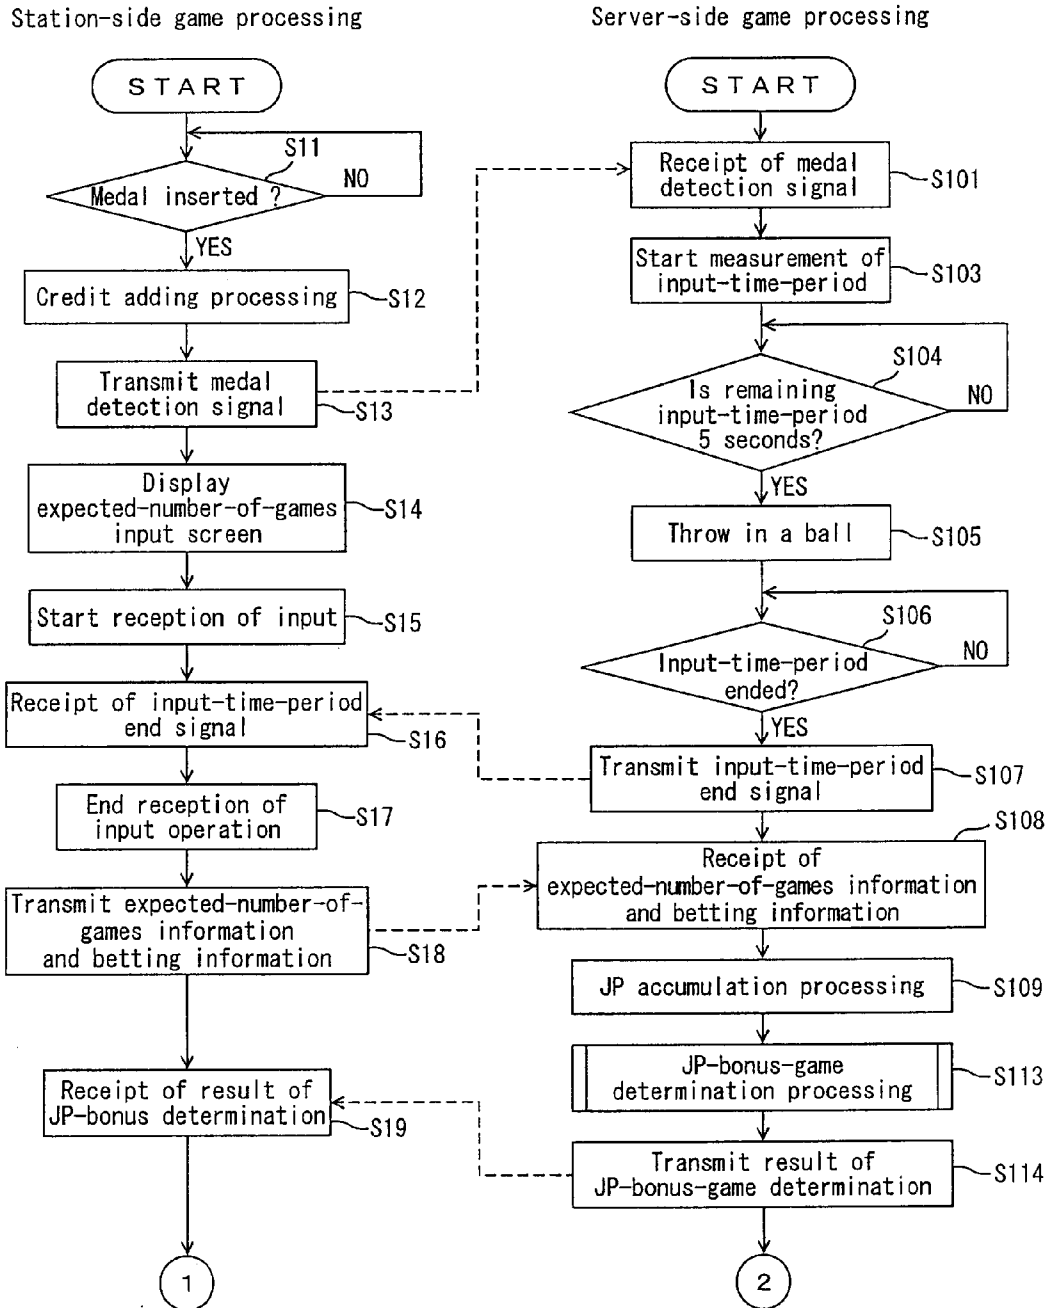 Station-side game processing
START
S11
Medal inserted ?
NO
YES
Credit adding processing
S12
Transmit medal
detection signal
S13
Display
expected-number-of-games
input screen
S14
Start reception of input
S15
Receipt of input-time-period
end signal
S16
End reception of
input operation
S17
Transmit expected-number-of-
games information
and betting information
S18
Receipt of result of
JP-bonus determination
S19
1
Server-side game processing
START
Receipt of medal
detection signal
S101
Start measurement of
input-time-period
S103
S104
Is remaining
input-time-period
5 seconds?
NO
YES
Throw in a ball
S105
S106
Input-time-period
ended?
NO
YES
Transmit input-time-period
end signal
S107
S108
Receipt of
expected-number-of-games information
and betting information
JP accumulation processing
S109
JP-bonus-game
determination processing
S113
Transmit result of
JP-bonus-game determination
S114
2